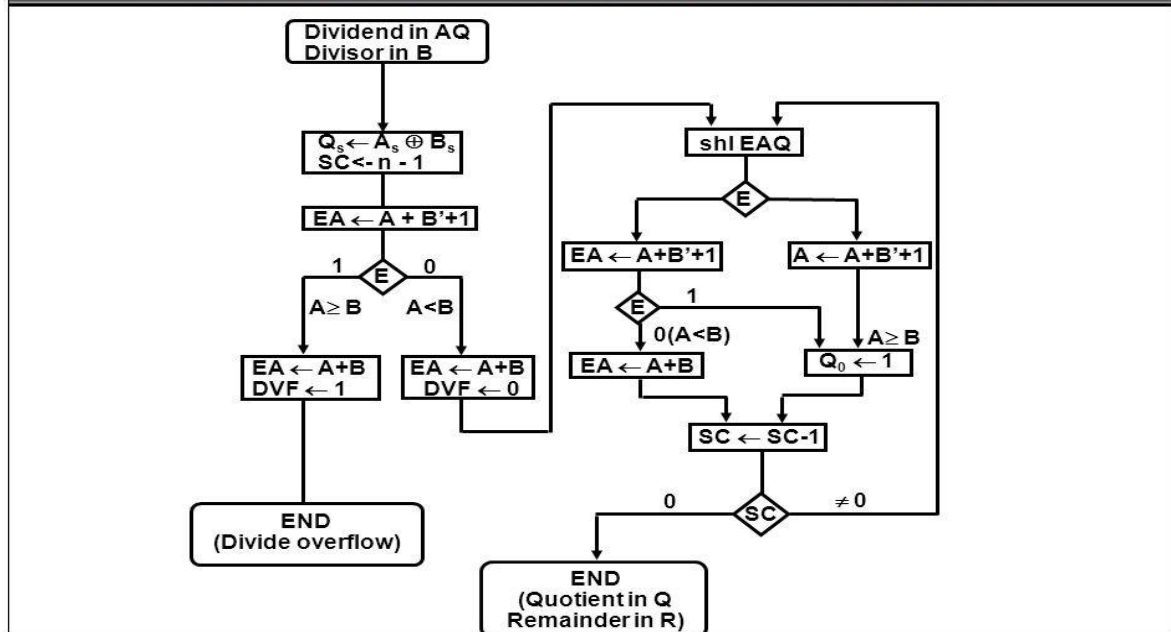 Dividend in AQ
Divisor in B
Qₛ← Aₛ ⊕ Bₛ
SC<- n - 1
EA ← A + B’+1
E
1
0
A≥ B
A<B
EA ← A+B
DVF ← 1
EA ← A+B
DVF ← 0
END
(Divide overflow)
shl EAQ
E
EA ← A+B’+1
A ← A+B’+1
E
1
0(A<B)
A≥ B
EA ← A+B
Q₀ ← 1
SC ← SC-1
0
SC
≠ 0
END
(Quotient in Q
Remainder in R)